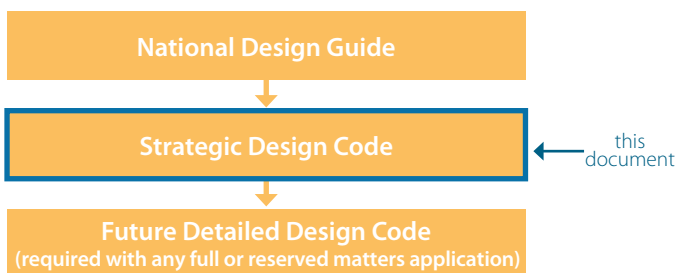 National Design Guide
Strategic Design Code
this
document
Future Detailed Design Code
(required with any full or reserved matters application)